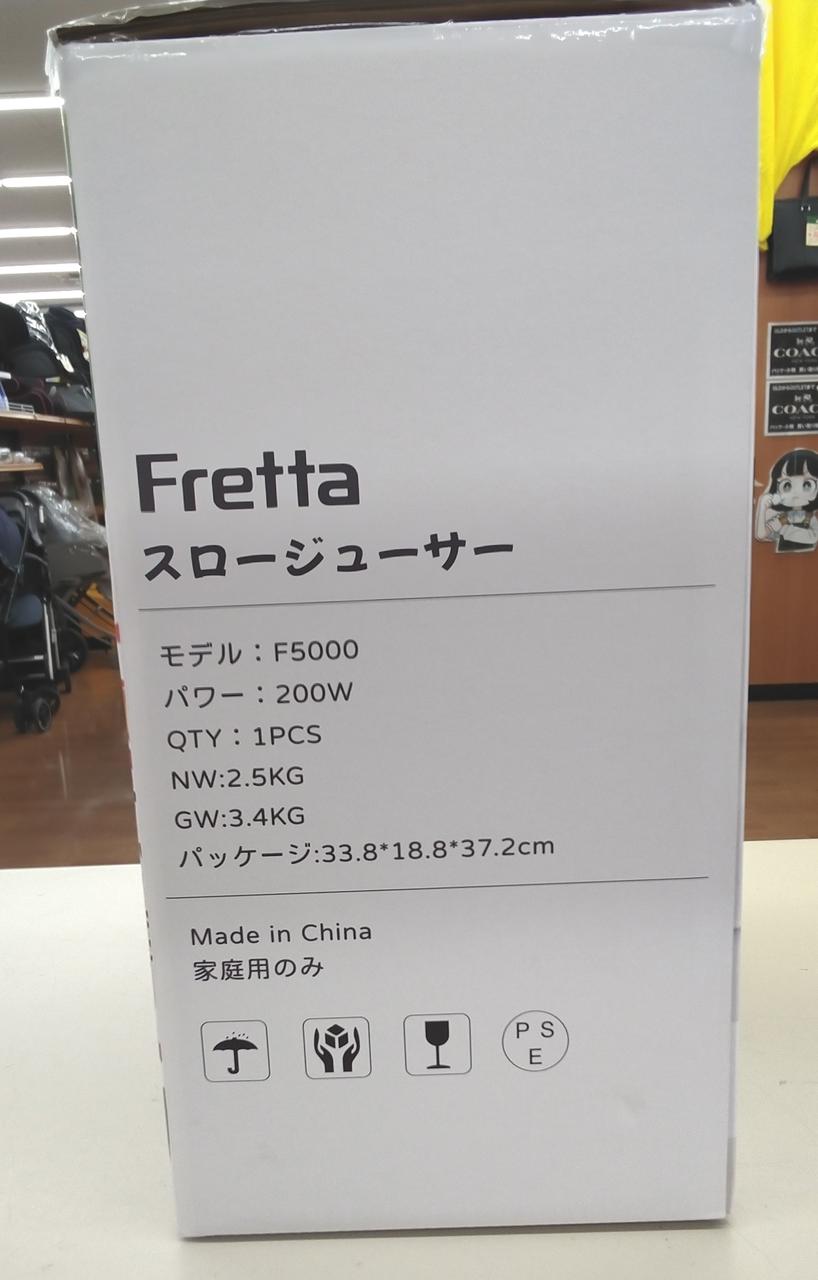 Fretta
スロージューサー
モデル：F5000
パワー：200W
QTY：1PCS
NW:2.5KG
GW:3.4KG
パッケージ:33.8*18.8*37.2cm
Made in China
家庭用のみ
P S
E
COAC
COAC